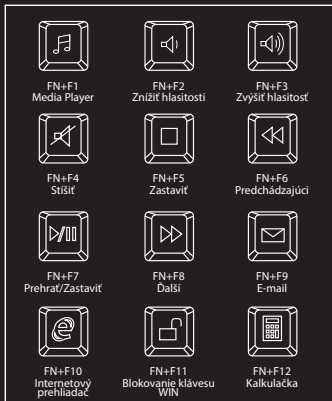 FN+F1
Media Player
FN+F2
Znížiť hlasitosti
FN+F3
Zvýšiť hlasitosť
FN+F4
Stíšiť
FN+F5
Zastaviť
FN+F6
Predchádzajúci
FN+F7
Prehrať/Zastaviť
FN+F8
Ďalší
FN+F9
E-mail
FN+F10
Internetový
prehliadač
FN+F11
Blokovanie klávesu
WIN
FN+F12
Kalkulačka